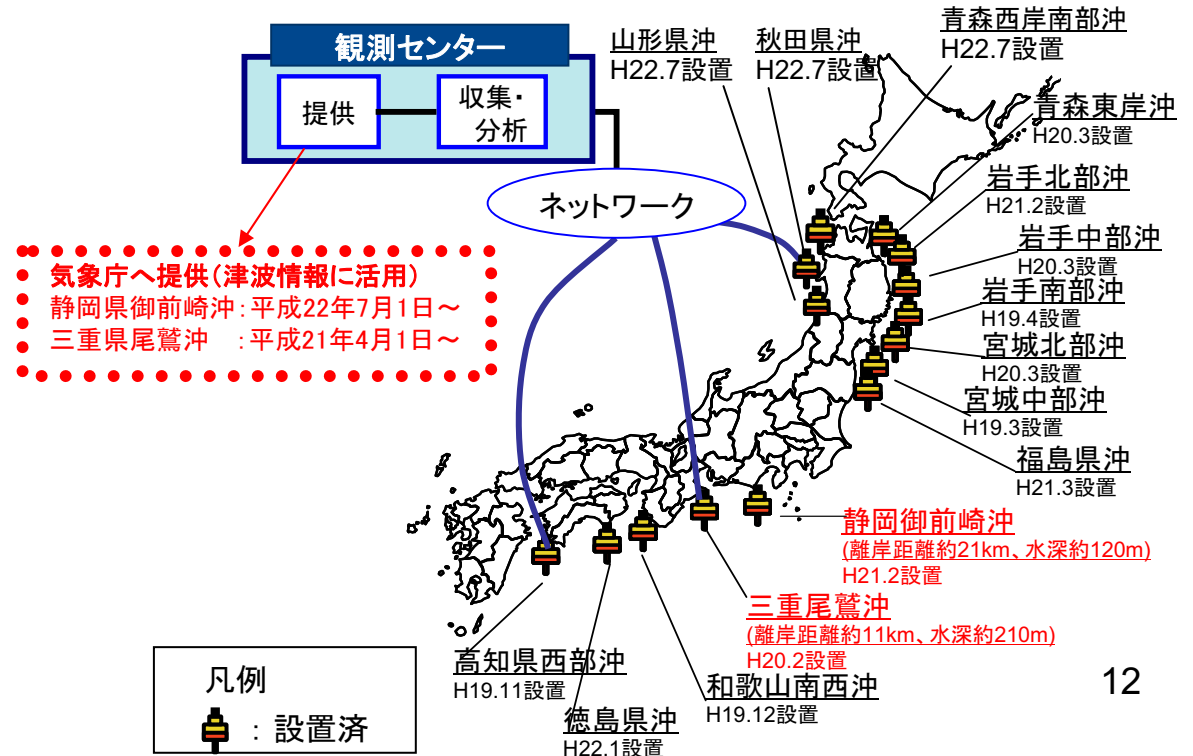 観測センター
提供
収集・
分析
ネットワーク
気象庁へ提供(津波情報に活用)
静岡県御前崎沖:平成22年7月1日～
三重県尾鷲沖 :平成21年4月1日～
山形県沖
H22.7設置
秋田県沖
H22.7設置
青森西岸南部沖
H22.7設置
青森東岸沖
H20.3設置
岩手北部沖
H21.2設置
岩手中部沖
H20.3設置
岩手南部沖
H19.4設置
宮城北部沖
H20.3設置
宮城中部沖
H19.3設置
福島県沖
H21.3設置
静岡御前崎沖
(離岸距離約21km、水深約120m)
H21.2設置
三重尾鷲沖
(離岸距離約11km、水深約210m)
H20.2設置
和歌山南西沖
H19.12設置
徳島県沖
H22.1設置
高知県西部沖
H19.11設置
凡例
:設置済
12